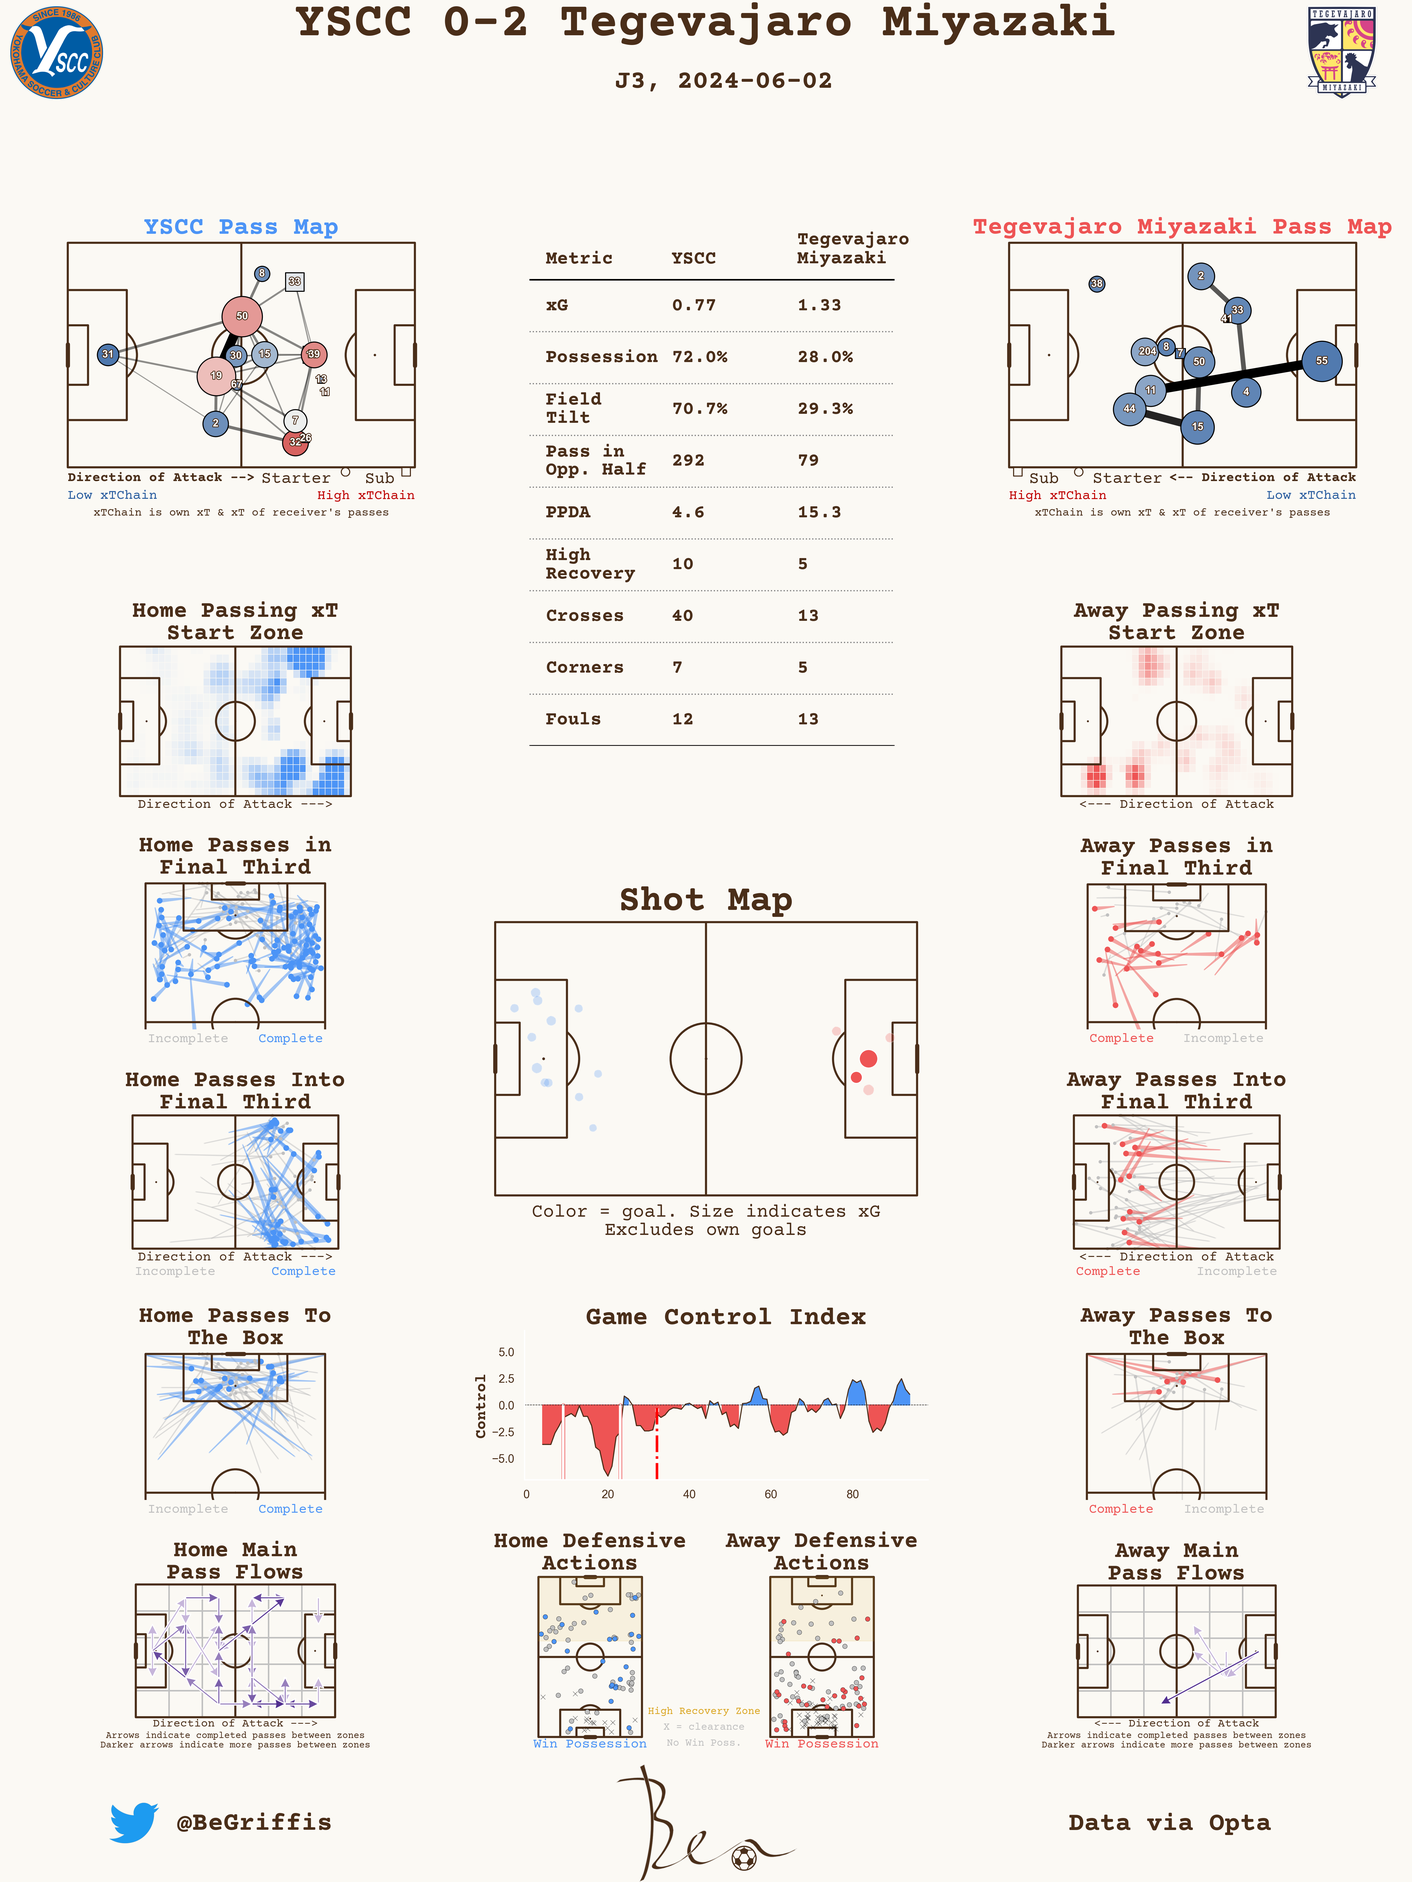 YSCC 0-2 Tegevajaro Miyazaki
J3, 2024-06-02
SINCE 1986
YSCC
YOKOHAMA SOCCER & CULTURE CLUB
TEGEVAJARO
MIYAZAKI
YSCC Pass Map
8
33
50
31
30
15
39
19
67
13
11
2
7
26
32
Direction of Attack --> Starter Sub
Low xTChain High xTChain
xTChain is own xT & xT of receiver's passes
Metric YSCC Tegevajaro
Miyazaki
xG 0.77 1.33
Possession 72.0% 28.0%
Field
Tilt 70.7% 29.3%
Pass in
Opp. Half 292 79
PPDA 4.6 15.3
High
Recovery 10 5
Crosses 40 13
Corners 7 5
Fouls 12 13
Tegevajaro Miyazaki Pass Map
38
2
33
41
204
8
7
50
55
11
4
44
15
Sub Starter <-- Direction of Attack
High xTChain Low xTChain
xTChain is own xT & xT of receiver's passes
Home Passing xT
Start Zone
Direction of Attack --->
Away Passing xT
Start Zone
<--- Direction of Attack
Home Passes in
Final Third
Incomplete Complete
Away Passes in
Final Third
Complete Incomplete
Shot Map
Color = goal. Size indicates xG
Excludes own goals
Home Passes Into
Final Third
Direction of Attack --->
Incomplete Complete
Away Passes Into
Final Third
<--- Direction of Attack
Complete Incomplete
Home Passes To
The Box
Incomplete Complete
Game Control Index
Control
5.0
2.5
0.0
−2.5
−5.0
0 20 40 60 80
Away Passes To
The Box
Complete Incomplete
Home Main
Pass Flows
Direction of Attack --->
Arrows indicate completed passes between zones
Darker arrows indicate more passes between zones
Home Defensive
Actions
Win Possession
High Recovery Zone
X = clearance
No Win Poss.
Away Defensive
Actions
Win Possession
Away Main
Pass Flows
<--- Direction of Attack
Arrows indicate completed passes between zones
Darker arrows indicate more passes between zones
@BeGriffis
Ben
Data via Opta